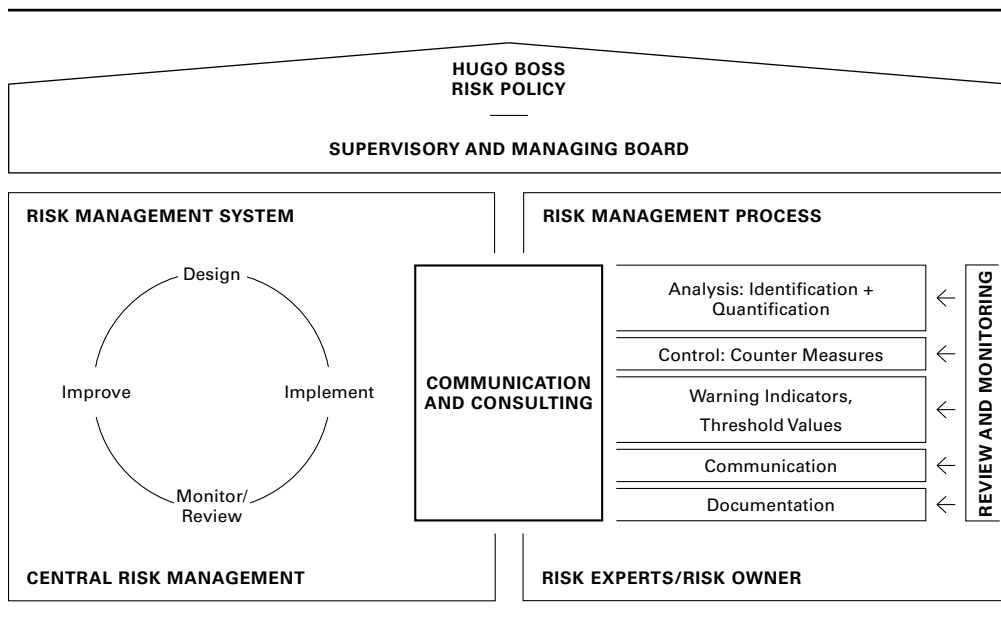 HUGO BOSS
RISK POLICY
SUPERVISORY AND MANAGING BOARD
RISK MANAGEMENT SYSTEM
Design
Improve
Implement
Monitor/
Review
CENTRAL RISK MANAGEMENT
COMMUNICATION
AND CONSULTING
RISK MANAGEMENT PROCESS
Analysis: Identification +
Quantification
Control: Counter Measures
Warning Indicators,
Threshold Values
Communication
Documentation
REVIEW AND MONITORING
RISK EXPERTS/RISK OWNER